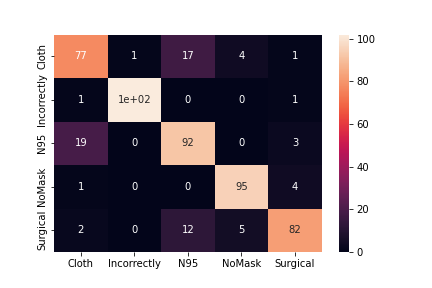 Cloth 77 1 17 4 1
Incorrectly 1 1e+02 0 0 1
N95 19 0 92 0 3
NoMask 1 0 0 95 4
Surgical 2 0 12 5 82
Cloth Incorrectly N95 NoMask Surgical
100
80
60
40
20
0